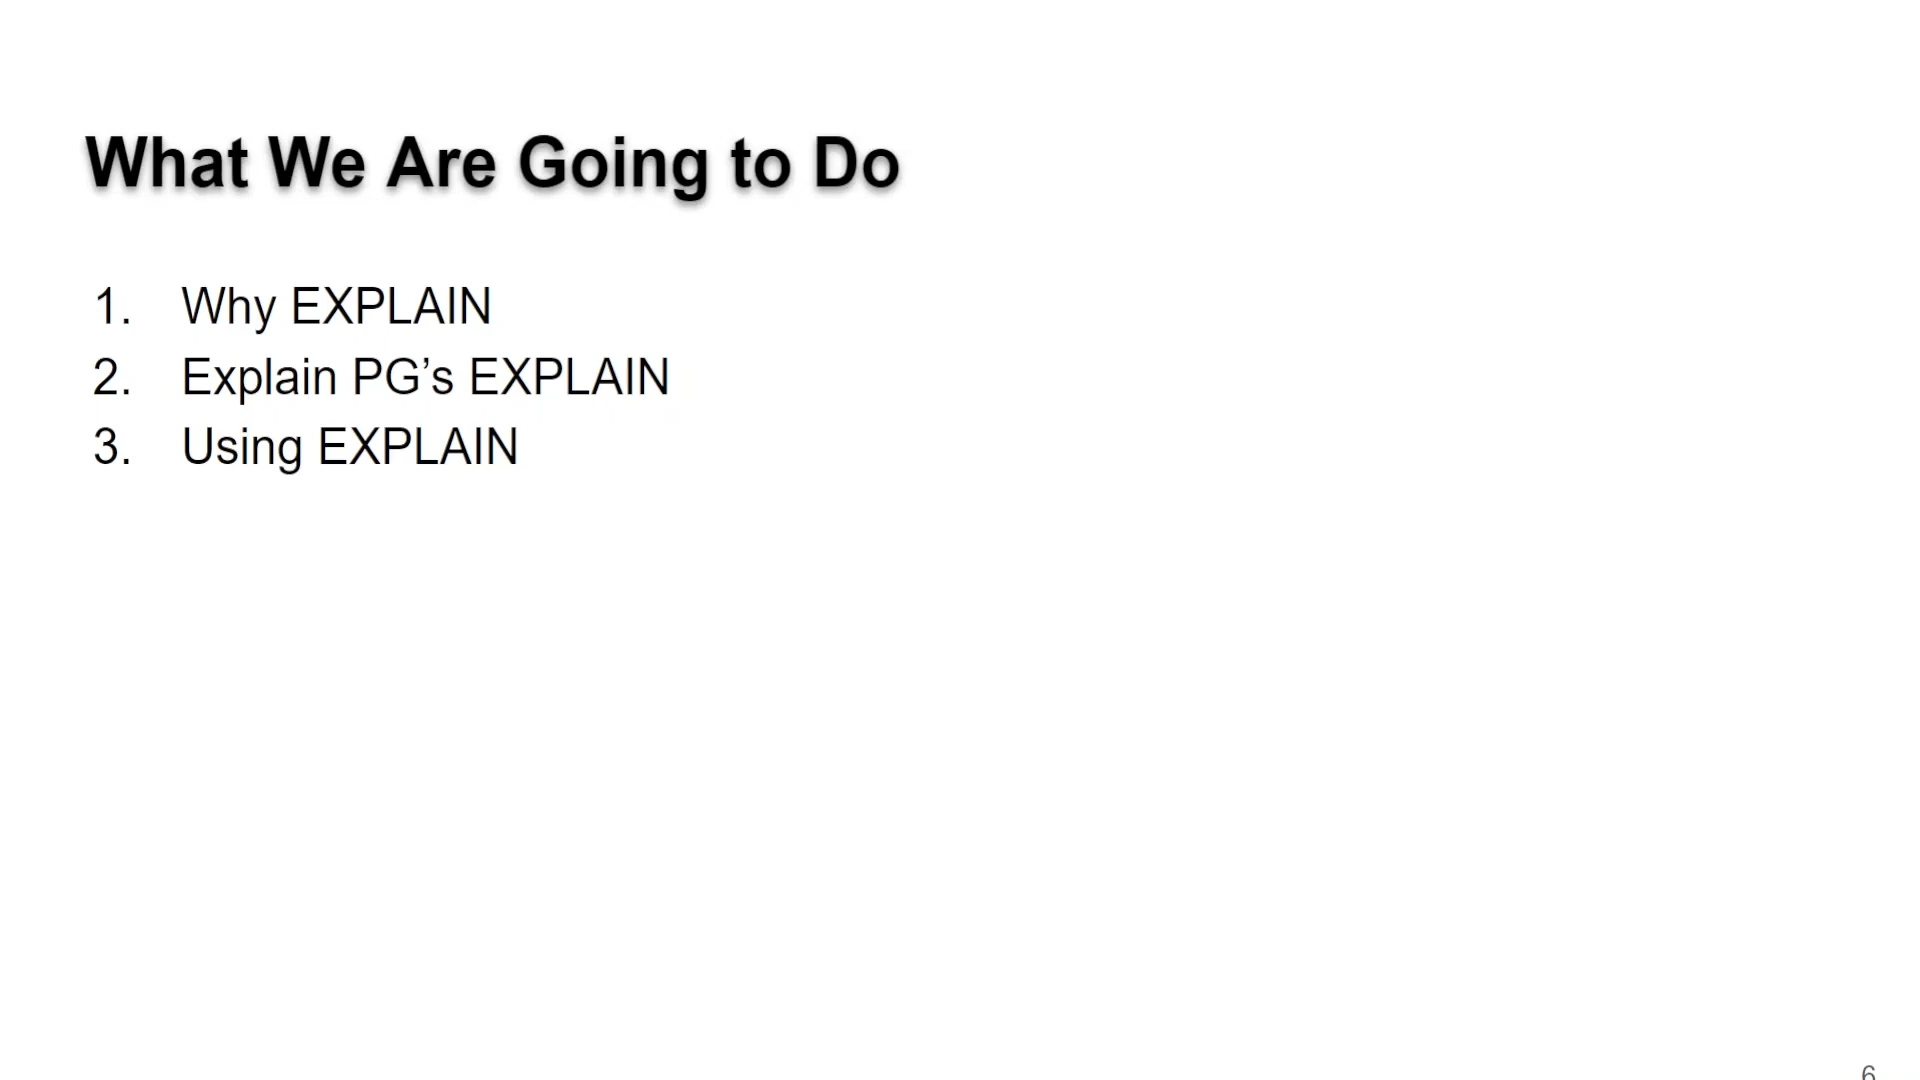 What We Are Going to Do
1. Why EXPLAIN
2. Explain PG’s EXPLAIN
3. Using EXPLAIN
6